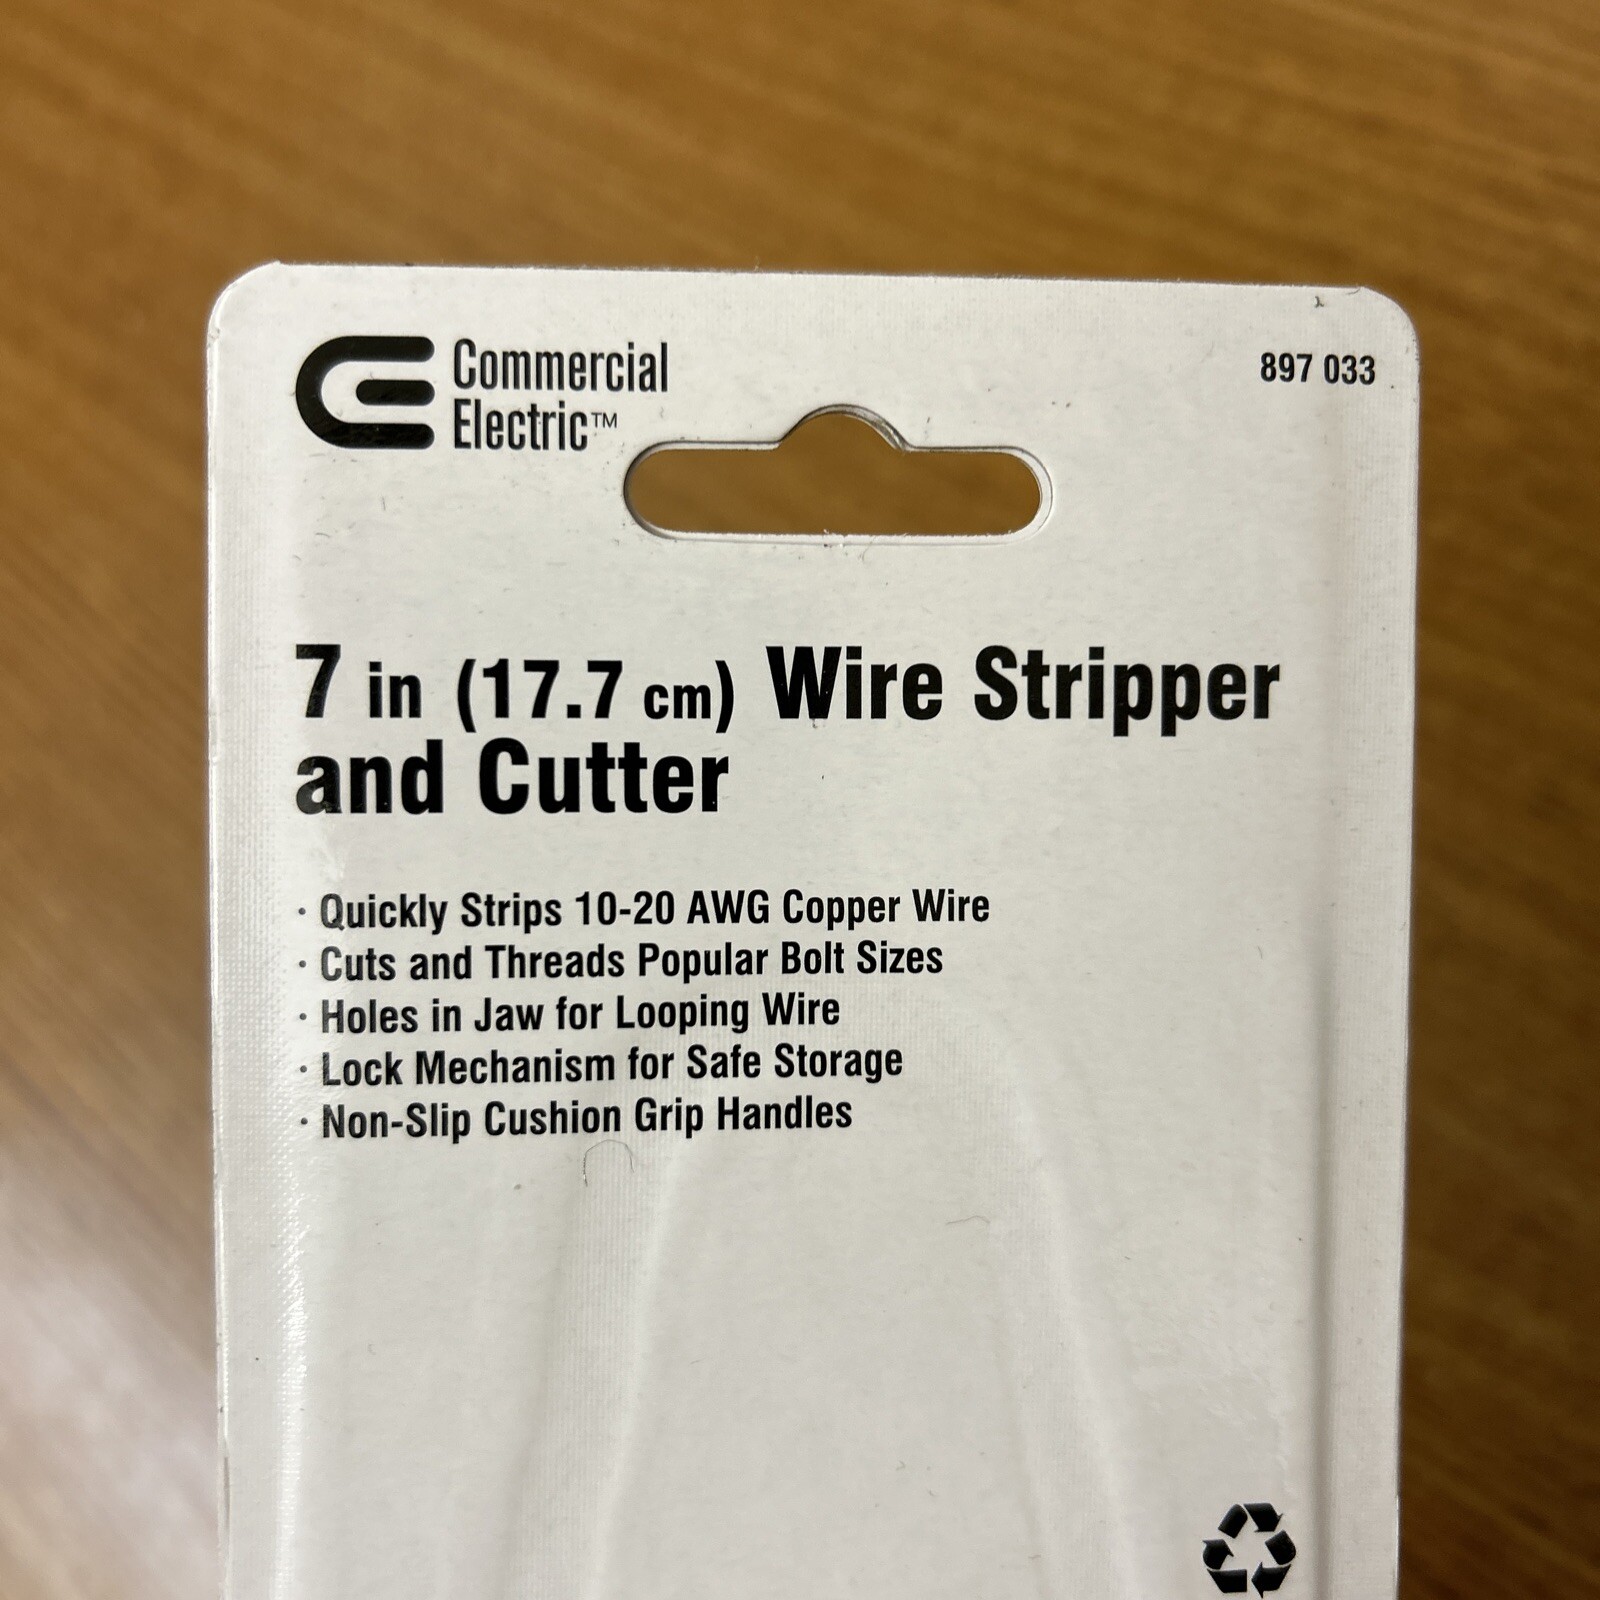 Commercial
Electric™
897 033
7 in (17.7 cm) Wire Stripper
and Cutter
· Quickly Strips 10-20 AWG Copper Wire
· Cuts and Threads Popular Bolt Sizes
· Holes in Jaw for Looping Wire
· Lock Mechanism for Safe Storage
· Non-Slip Cushion Grip Handles